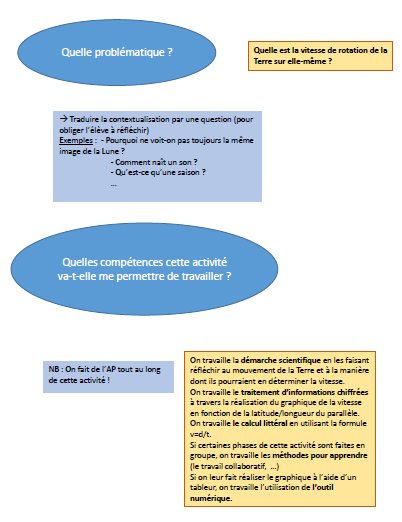 Quelle problématique ?
Quelle est la vitesse de rotation de la
Terre sur elle-même ?
→ Traduire la contextualisation par une question (pour
obliger l'élève à réfléchir)
Exemples : - Pourquoi ne voit-on pas toujours la même
image de la Lune ?
- Comment naît un son ?
- Qu'est-ce qu'une saison ?
...
Quelles compétences cette activité
va-t-elle me permettre de travailler ?
NB : On fait de l'AP tout au long
de cette activité !
On travaille la démarche scientifique en les faisant
réfléchir au mouvement de la Terre et à la manière
dont ils pourraient en déterminer la vitesse.
On travaille le traitement d'informations chiffrées
à travers la réalisation du graphique de la vitesse
en fonction de la latitude/longueur du parallèle.
On travaille le calcul littéral en utilisant la formule
v=d/t.
Si certaines phases de cette activité sont faites en
groupe, on travaille les méthodes pour apprendre
(le travail collaboratif, ...)
Si on leur fait réaliser le graphique à l'aide d'un
tableur, on travaille l'utilisation de l'outil
numérique.